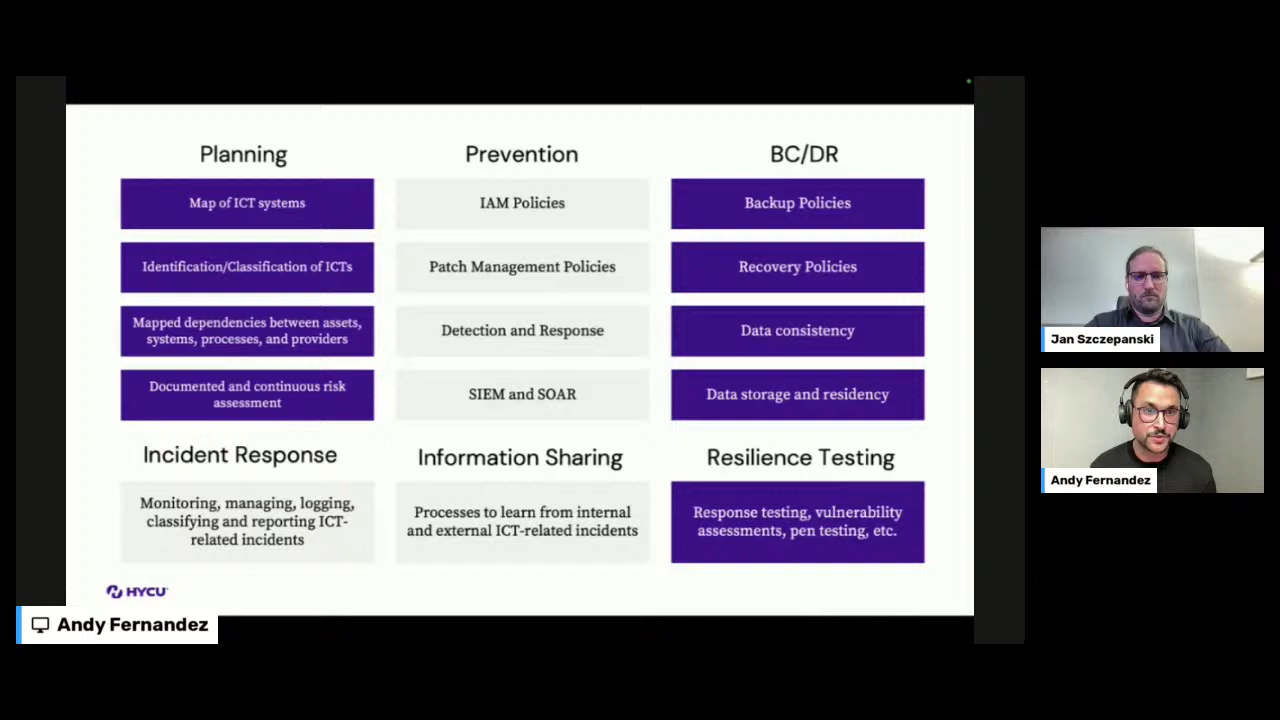 Planning
Prevention
BC/DR
Map of ICT systems
IAM Policies
Backup Policies
Identification/Classification of ICTs
Patch Management Policies
Recovery Policies
Mapped dependencies between assets,
systems, processes, and providers
Detection and Response
Data consistency
Documented and continuous risk
assessment
SIEM and SOAR
Data storage and residency
Incident Response
Information Sharing
Resilience Testing
Monitoring, managing, logging,
classifying and reporting ICT-
related incidents
Processes to learn from internal
and external ICT-related incidents
Response testing, vulnerability
assessments, pen testing, etc.
HYCU
Andy Fernandez
Jan Szczepanski
Andy Fernandez